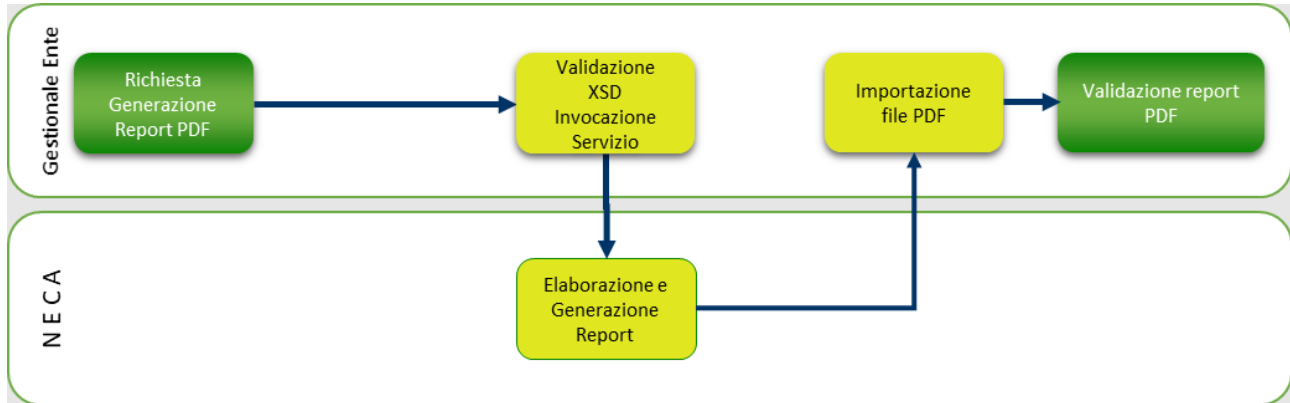 Gestionale Ente
Richiesta
Generazione
Report PDF
Validazione
XSD
Invocazione
Servizio
Importazione
file PDF
Validazione report
PDF
N E C A
Elaborazione e
Generazione
Report